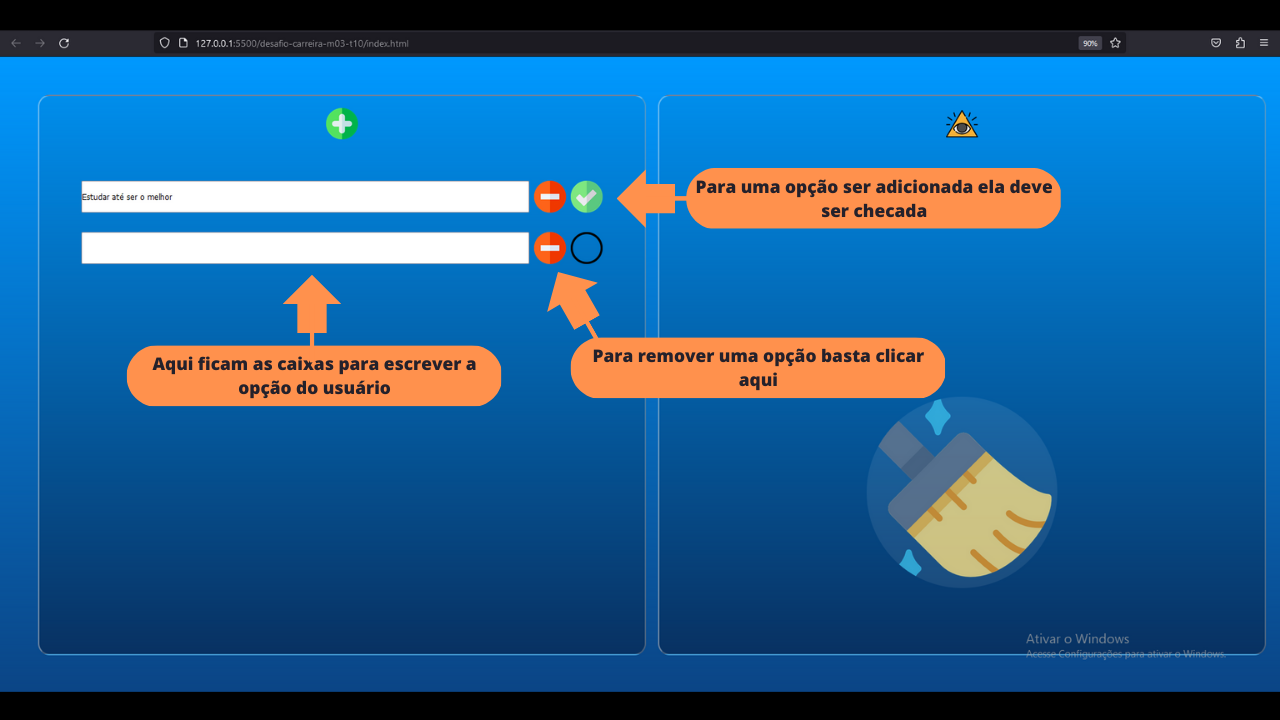 127.0.0.1:5500/desafio-carreira-m03-t10/index.html
90%
Estudar até ser o melhor
Para uma opção ser adicionada ela deve
ser checada
Aqui ficam as caixas para escrever a
opção do usuário
Para remover uma opção basta clicar
aqui
Ativar o Windows
Acesse Configurações para ativar o Windows.